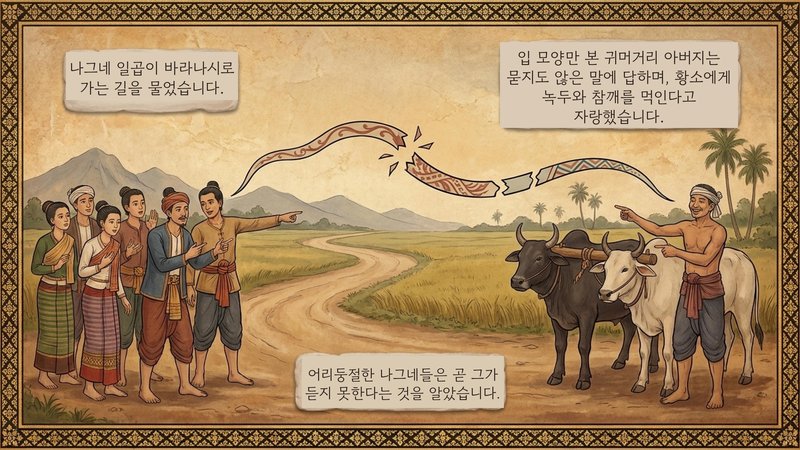 나그네 일곱이 바라나시로
가는 길을 물었습니다.
입 모양만 본 귀머거리 아버지는
묻지도 않은 말에 답하며, 황소에게
녹두와 참깨를 먹인다고
자랑했습니다.
어리둥절한 나그네들은 곧 그가
듣지 못한다는 것을 알았습니다.